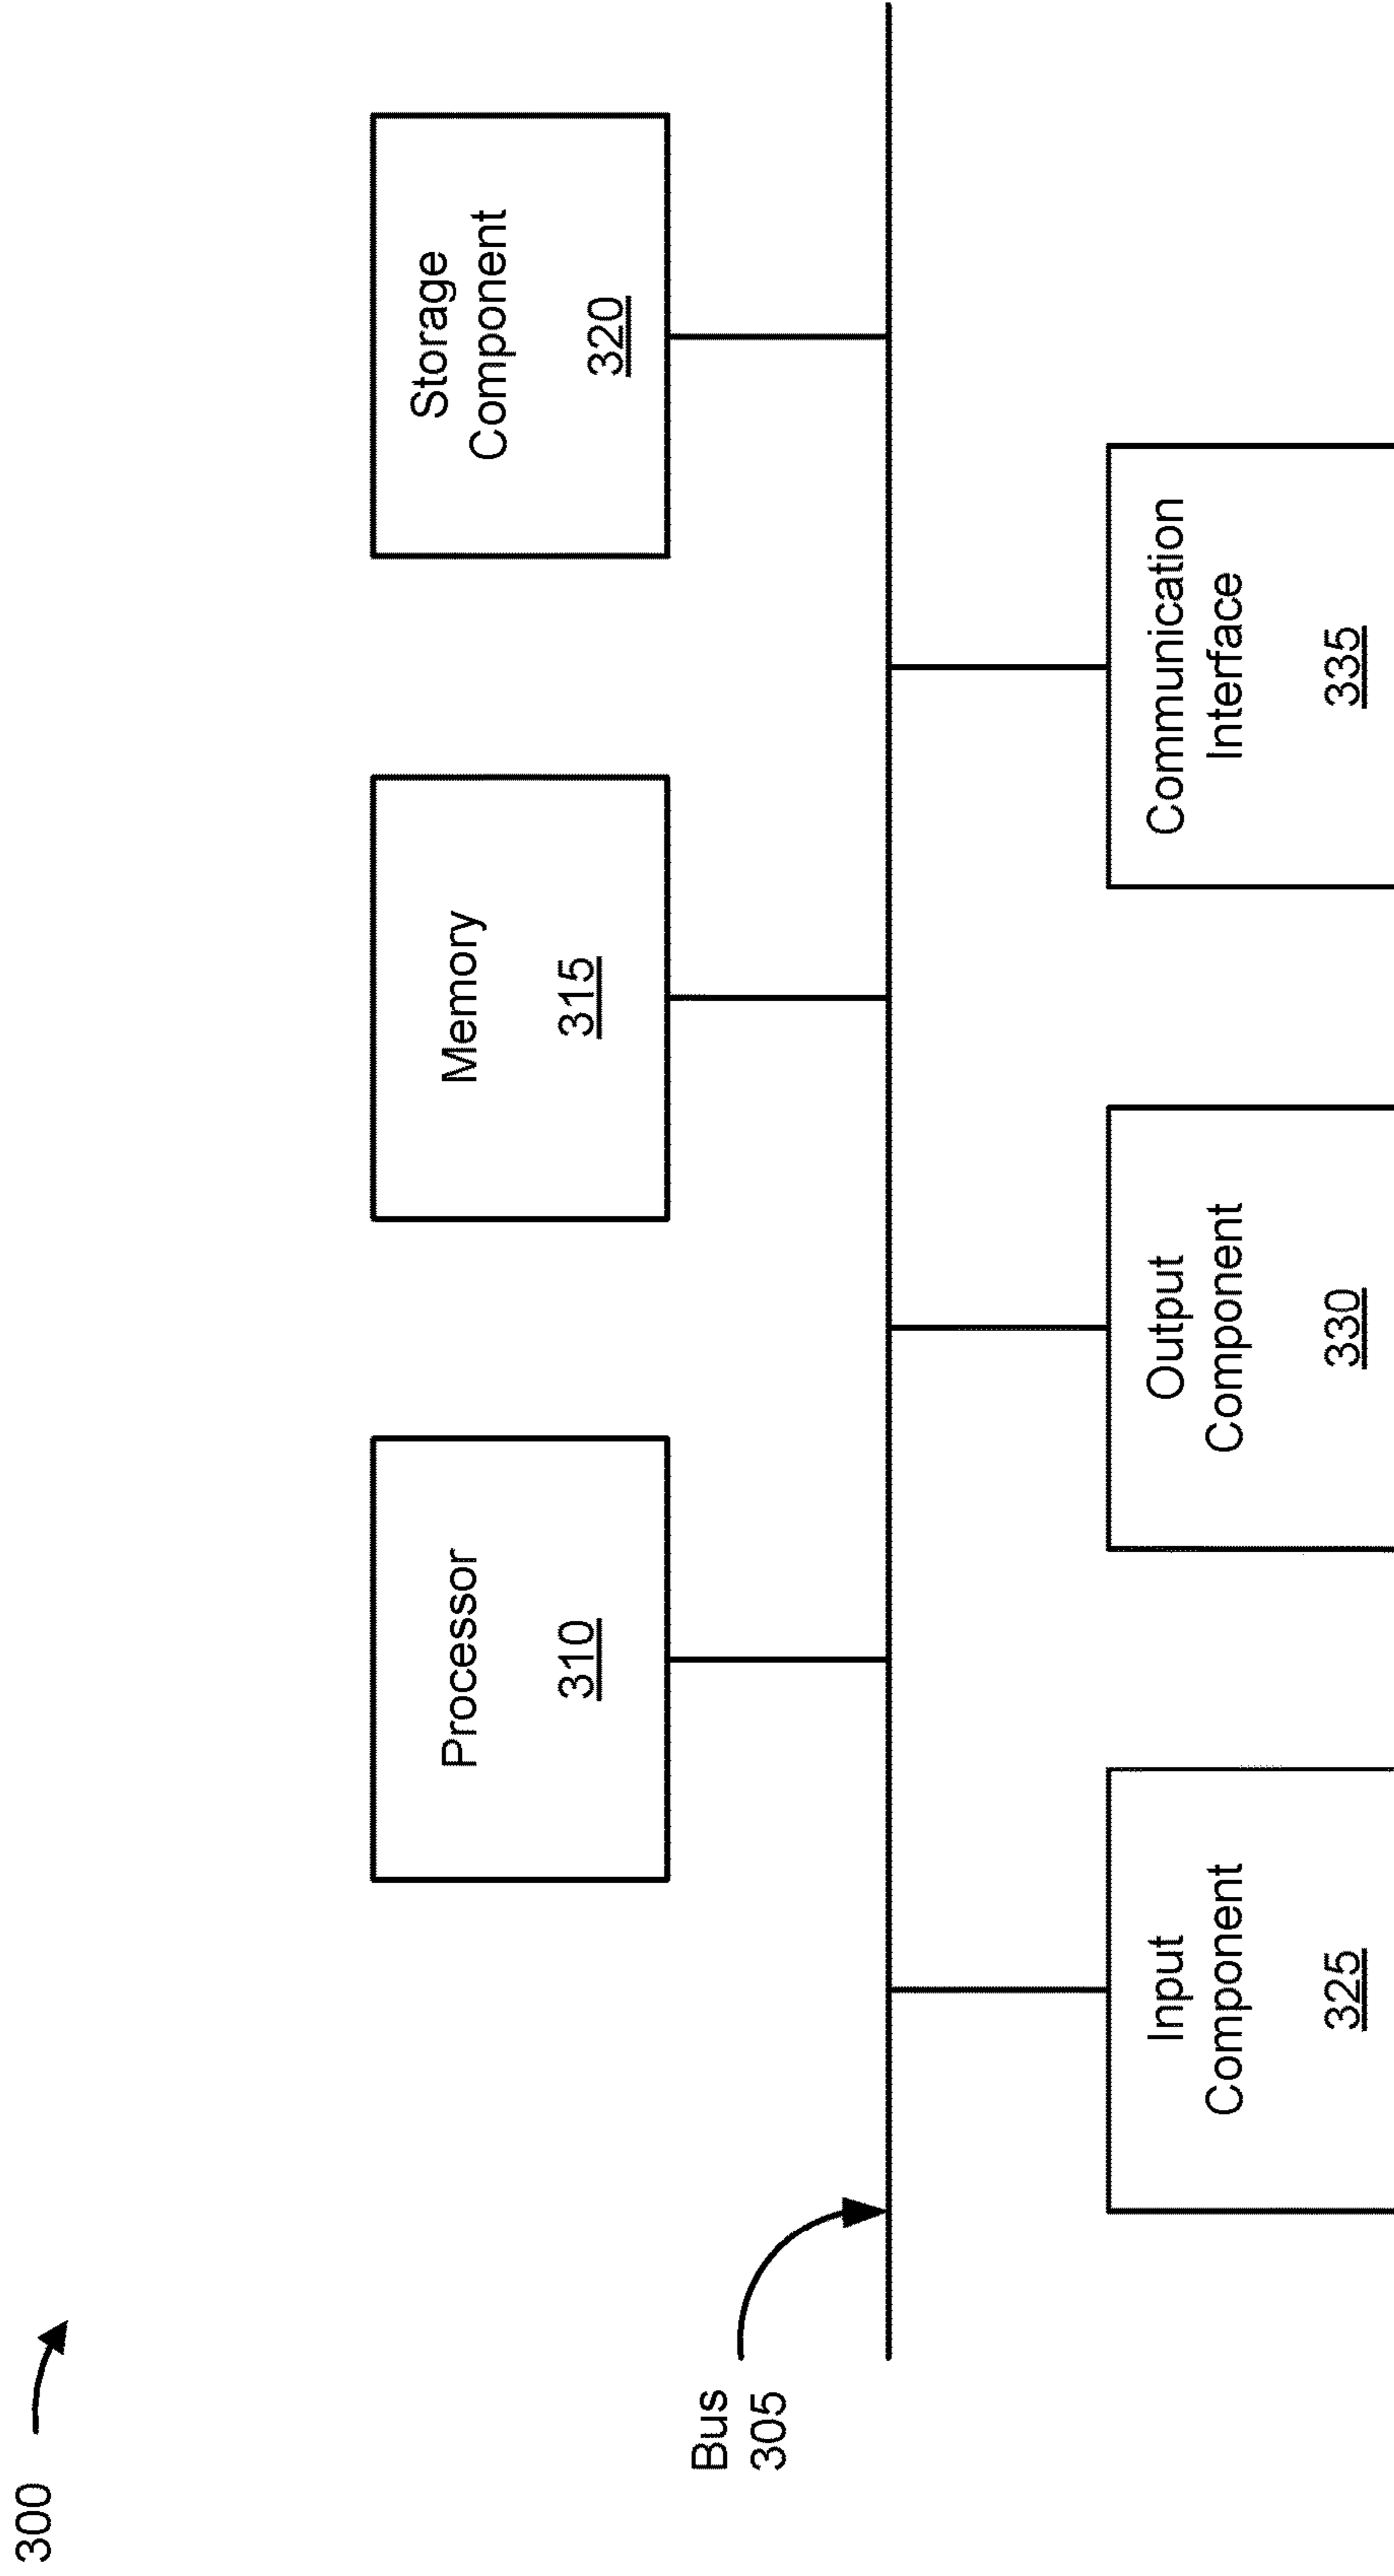 300
Processor
310
Memory
315
Storage
Component
320
Bus
305
Input
Component
325
Output
Component
330
Communication
Interface
335